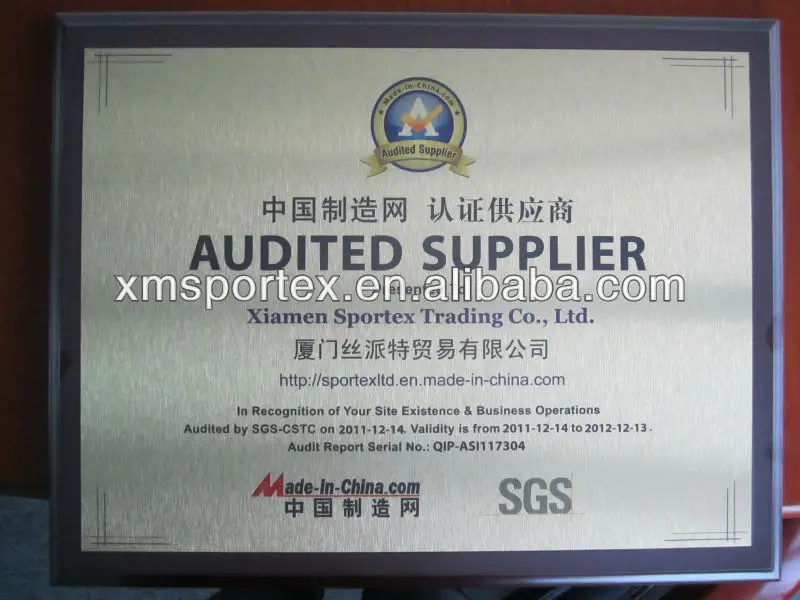 Made-in-China.com
Audited Supplier
中国制造网 认证供应商
AUDITED SUPPLIER
xmsportex.en.alibaba.com
Xiamen Sportex Trading Co., Ltd.
厦门丝派特贸易有限公司
http://sportexltd.en.made-in-china.com
In Recognition of Your Site Existence & Business Operations
Audited by SGS-CSTC on 2011-12-14. Validity is from 2011-12-14 to 2012-12-13.
Audit Report Serial No.: QIP-ASI117304
Made-in-China.com
中国制造网
SGS